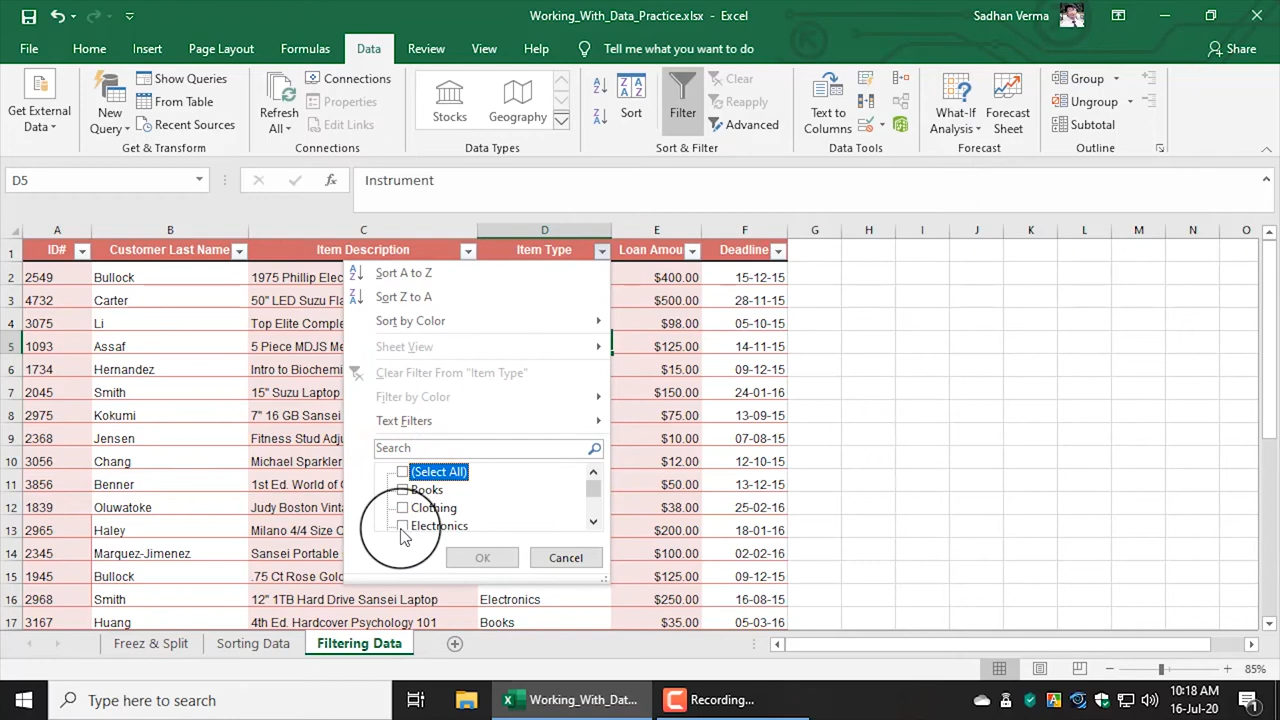 Working_With_Data_Practice.xlsx - Excel
Sadhan Verma
File Home Insert Page Layout Formulas Data Review View Help Tell me what you want to do Share
Get External Data
New Query
Show Queries
From Table
Recent Sources
Get & Transform
Refresh All
Connections
Properties
Edit Links
Connections
Stocks
Geography
Data Types
Sort
Filter
Clear
Reapply
Advanced
Sort & Filter
Text to Columns
Data Tools
What-If Analysis
Forecast Sheet
Forecast
Group
Ungroup
Subtotal
Outline
D5
fx
Instrument
A B C D E F G H I J K L M N O
1 ID# Customer Last Name Item Description Item Type Loan Amou Deadline
2 2549 Bullock 1975 Phillip Elec $400.00 15-12-15
3 4732 Carter 50" LED Suzu Fla $500.00 28-11-15
4 3075 Li Top Elite Comple $98.00 05-10-15
5 1093 Assaf 5 Piece MDJS Me $125.00 14-11-15
6 1734 Hernandez Intro to Biochemi $15.00 09-12-15
7 2045 Smith 15" Suzu Laptop $150.00 24-01-16
8 2975 Kokumi 7" 16 GB Sansei $75.00 13-09-15
9 2368 Jensen Fitness Stud Adju $10.00 07-08-15
10 3056 Chang Michael Sparkler $12.00 12-10-15
11 3856 Benner 1st Ed. World of $50.00 01-11-15
12 1839 Oluwatoke Judy Boston Vint $38.00 25-02-16
13 2965 Haley Milano 4/4 Size C $200.00 18-01-16
14 2345 Marquez-Jimenez Sansei Portable $100.00 02-11-15
15 1945 Bullock .75 Ct Rose Gold $125.00 09-12-15
16 2968 Smith 12" 1TB Hard Drive Sansei Laptop Electronics $250.00 16-08-15
17 3167 Huang 4th Ed. Hardcover Psychology 101 Books $35.00 05-03-16
Sort A to Z
Sort Z to A
Sort by Color
Sheet View
Clear Filter From "Item Type"
Filter by Color
Text Filters
Search
(Select All)
Books
Clothing
Electronics
OK Cancel
Freez & Split Sorting Data Filtering Data
85%
Type here to search
Working_With_Dat...
Recording...
10:18 AM
16-Jul-20
1